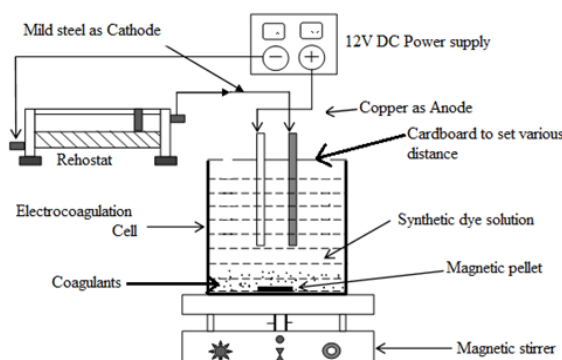 Mild steel as Cathode
12V DC Power supply
Copper as Anode
Cardboard to set various
distance
Rehostat
Electrocoagulation
Cell
Synthetic dye solution
Coagulants
Magnetic pellet
Magnetic stirrer